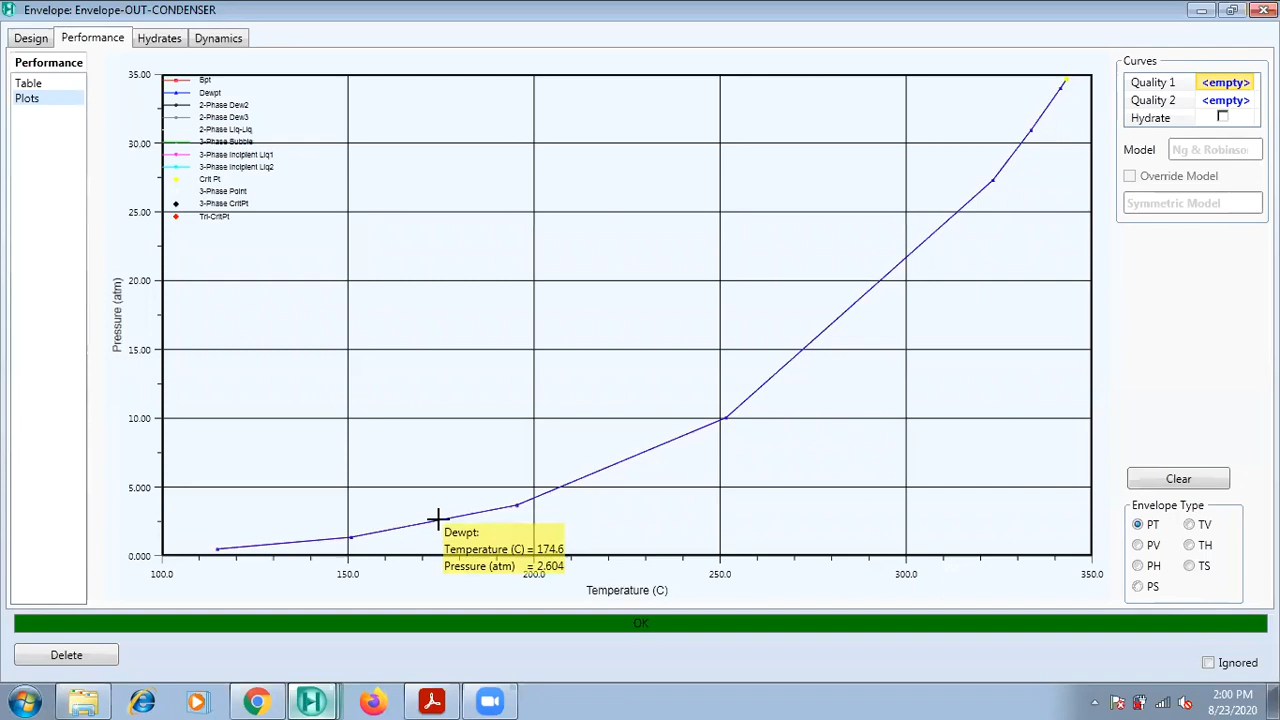 Envelope: Envelope-OUT-CONDENSER
Design
Performance
Hydrates
Dynamics
Performance
Table
Plots
35.00
30.00
25.00
20.00
15.00
10.00
5.000
0.000
Pressure (atm)
Bpt
Dewpt
2-Phase Dew2
2-Phase Dew3
2-Phase Liq-Liq
3-Phase Bubble
3-Phase Incipient Liq1
3-Phase Incipient Liq2
Crit Pt
3-Phase Point
3-Phase CritPt
Tri-CritPt
Dewpt:
Temperature (C) = 174.6
Pressure (atm) = 2.604
100.0
150.0
200.0
250.0
300.0
350.0
Temperature (C)
Curves
Quality 1 <empty>
Quality 2 <empty>
Hydrate
Model Ng & Robinso
Override Model
Symmetric Model
Clear
Envelope Type
PT TV
PV TH
PH TS
PS
OK
Delete
Ignored
2:00 PM
8/23/2020